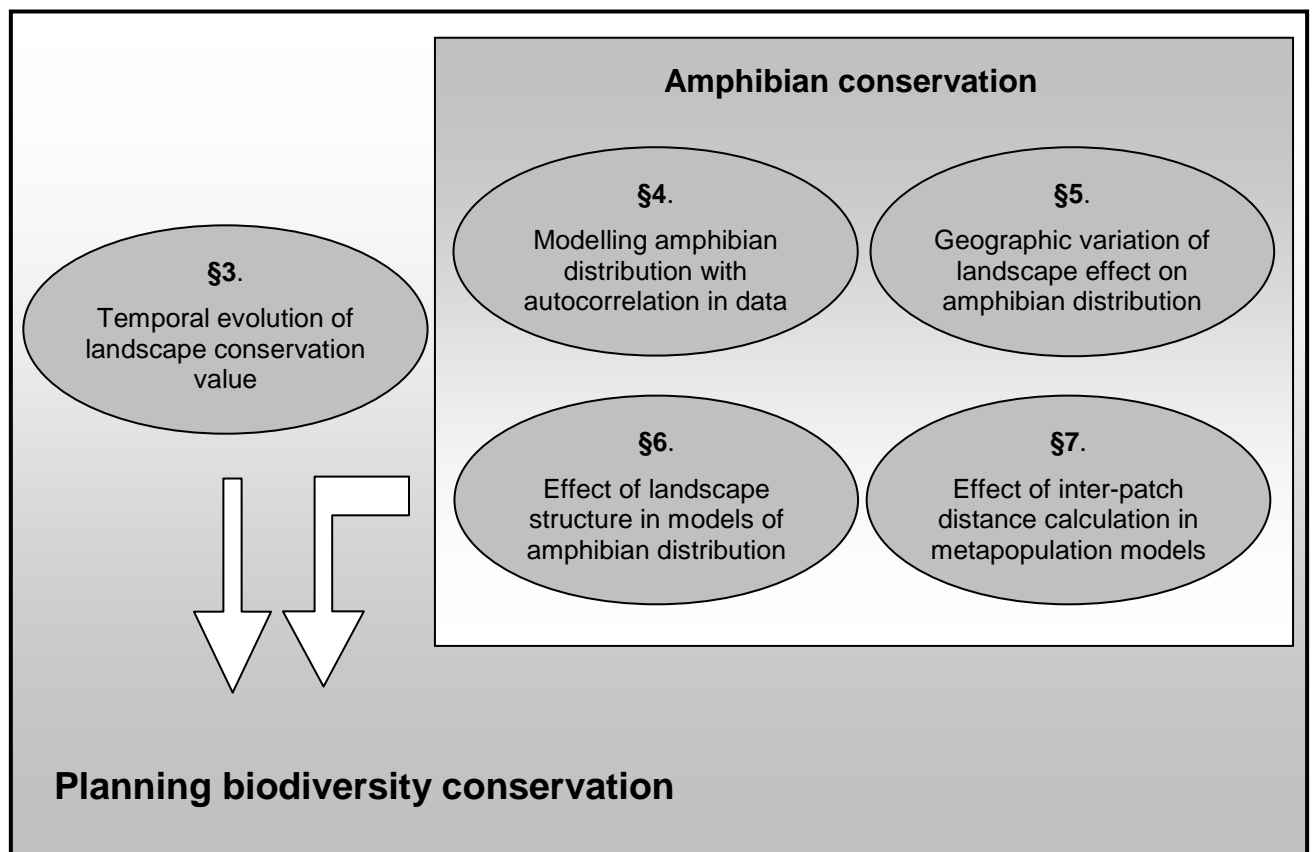 Amphibian conservation
§4.
Modelling amphibian
distribution with
autocorrelation in data
§5.
Geographic variation of
landscape effect on
amphibian distribution
§3.
Temporal evolution of
landscape conservation
value
§6.
Effect of landscape
structure in models of
amphibian distribution
§7.
Effect of inter-patch
distance calculation in
metapopulation models
Planning biodiversity conservation